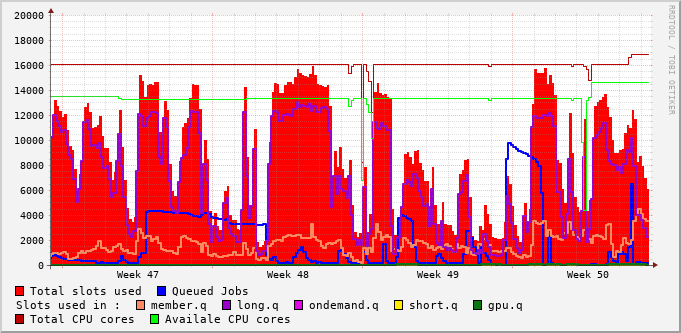 20000
18000
16000
14000
12000
10000
8000
6000
4000
2000
0
Week 47 Week 48 Week 49 Week 50
RRDTOOL / TOBI OETIKER
Total slots used Queued Jobs
Slots used in : member.q long.q ondemand.q short.q gpu.q
Total CPU cores Availale CPU cores